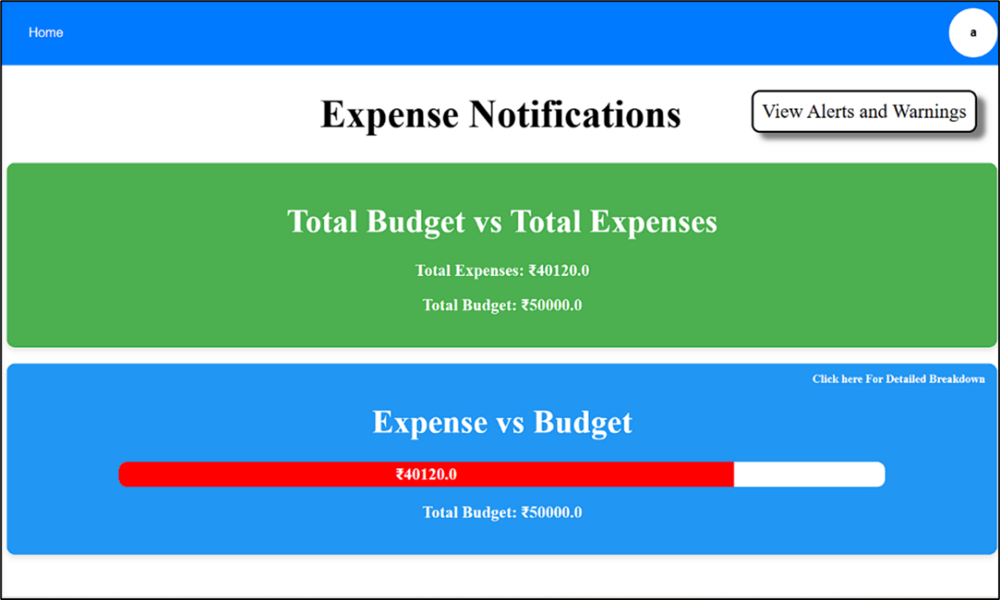 Home
a
Expense Notifications
View Alerts and Warnings
Total Budget vs Total Expenses
Total Expenses: ₹40120.0
Total Budget: ₹50000.0
Click here For Detailed Breakdown
Expense vs Budget
₹40120.0
Total Budget: ₹50000.0